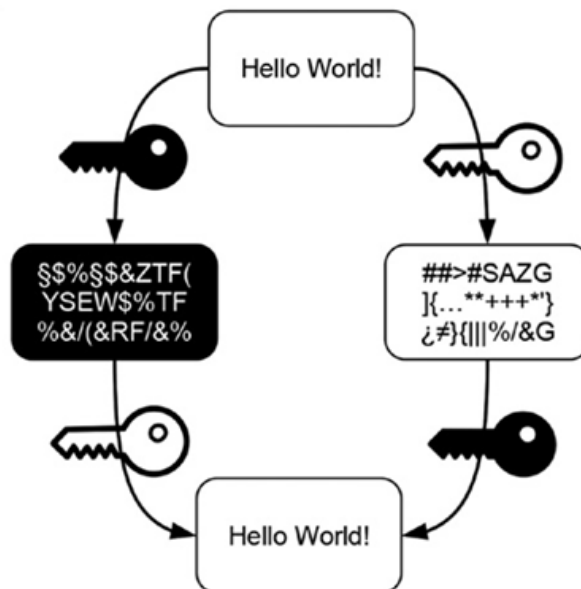 Hello World!
§$%§$&ZTF(
YSEW$%TF
%&/(&RF/&%
##>#SAZG
]{…**+++*'}
¿≠}{|||%/&G
Hello World!